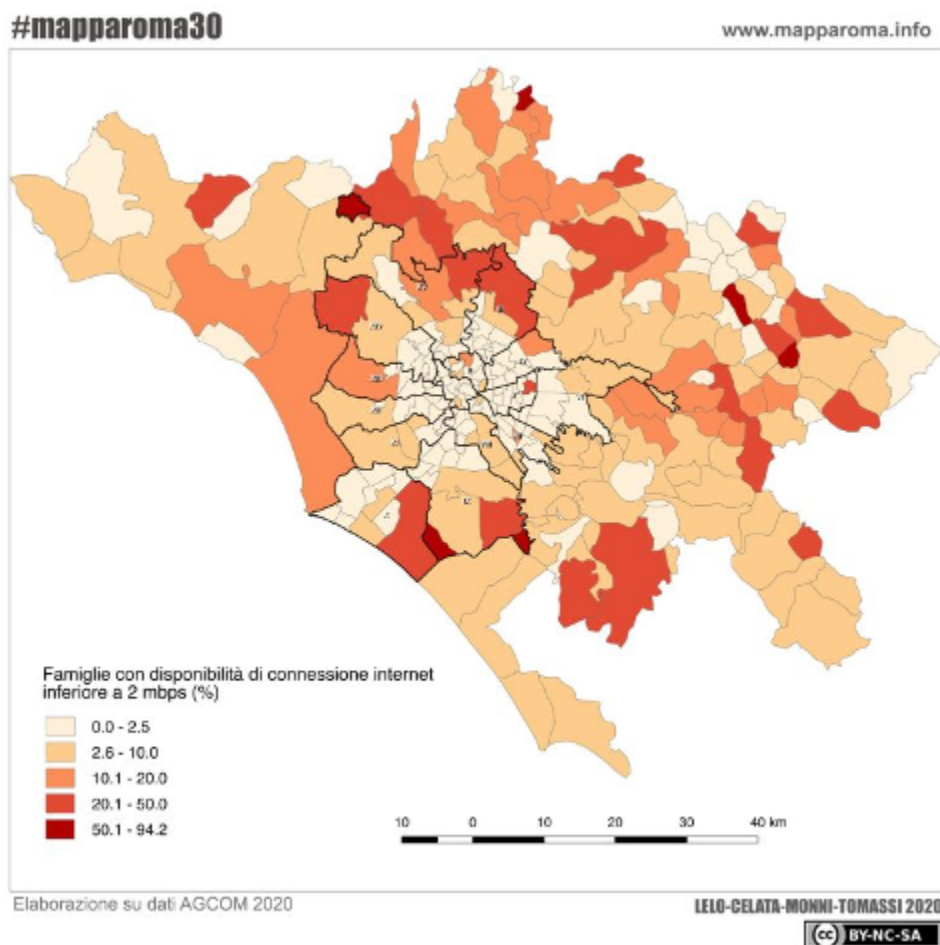 #mapparoma30
www.mapparoma.info
Famiglie con disponibilità di connessione internet
inferiore a 2 mbps (%)
0.0 - 2.5
2.6 - 10.0
10.1 - 20.0
20.1 - 50.0
50.1 - 94.2
10 0 10 20 30 40 km
Elaborazione su dati AGCOM 2020
LELO-CELATA-MONNI-TOMASSI 2020
cc BY-NC-SA